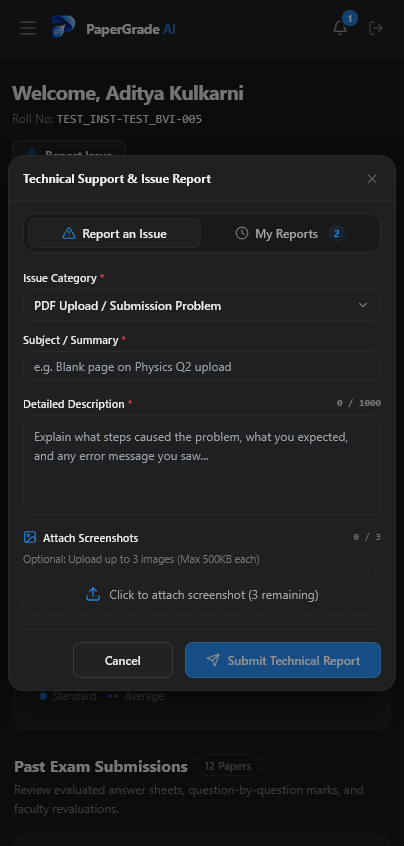 PaperGrade AI
1
Welcome, Aditya Kulkarni
Roll No: TEST_INST-TEST_BVI-005
Report Issue
Technical Support & Issue Report
Report an Issue
My Reports 2
Issue Category *
PDF Upload / Submission Problem
Subject / Summary *
e.g. Blank page on Physics Q2 upload
Detailed Description * 0 / 1000
Explain what steps caused the problem, what you expected,
and any error message you saw...
Attach Screenshots 0 / 3
Optional: Upload up to 3 images (Max 500KB each)
Click to attach screenshot (3 remaining)
Cancel
Submit Technical Report
Standard Average
Past Exam Submissions 12 Papers
Review evaluated answer sheets, question-by-question marks, and
faculty revaluations.